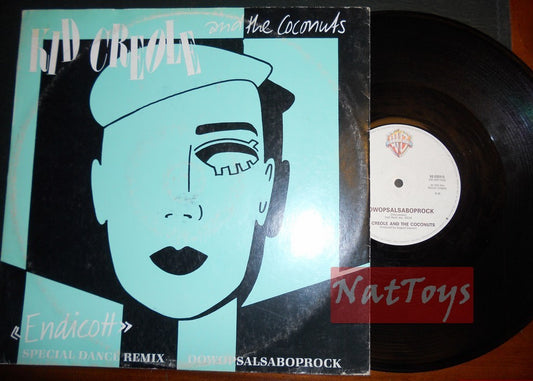 and the Coconuts
KID CREOLE
«Endicott»
SPECIAL DANCE REMIX OOWOPSALSABOPROCK
OOWOPSALSABOPROCK
CREOLE AND THE COCONUTS
NatToys